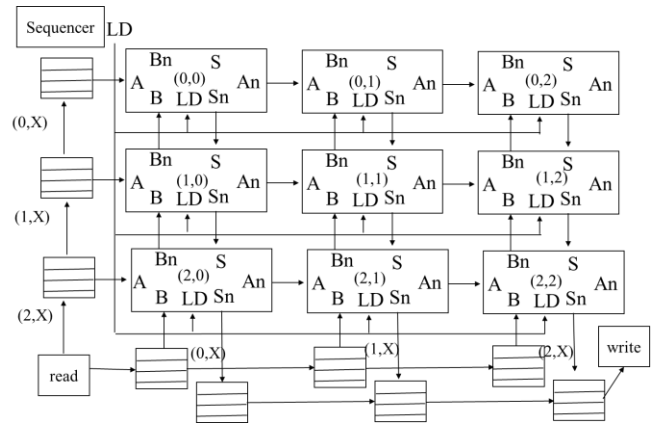 Sequencer LD
Bn S Bn S Bn S
A (0,0) An (0,1) An A (0,2) An
B LD Sn B LD Sn B LD Sn
(0,X)
Bn S Bn S Bn S
A (1,0) An A (1,1) An A (1,2) An
B LD Sn B LD Sn B LD Sn
(1,X)
Bn S Bn S Bn S
A (2,0) An A (2,1) An A (2,2) An
B LD Sn B LD Sn B LD Sn
(2,X)
(0,X) (1,X) (2,X) write
read